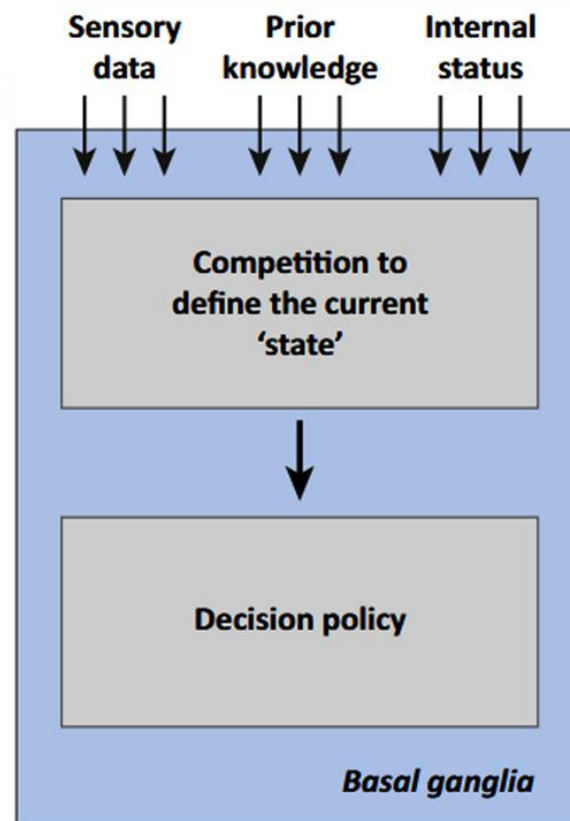 Sensory data
Prior knowledge
Internal status
Competition to
define the current
‘state’
Decision policy
Basal ganglia